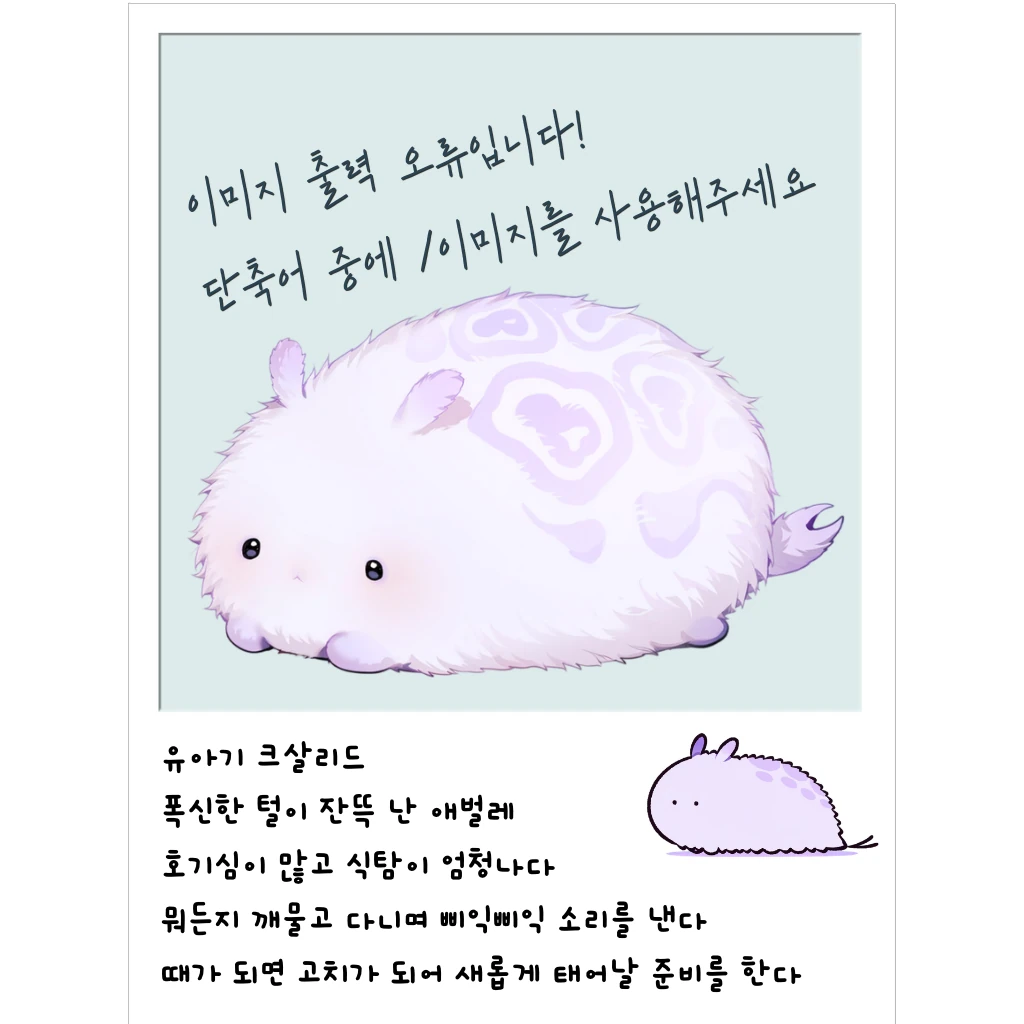 이미지 출력 오류입니다!
단축어 중에 /이미지를 사용해주세요
유아기 크살리드
폭신한 털이 잔뜩 난 애벌레
호기심이 많고 식탐이 엄청나다
뭐든지 깨물고 다니며 삐익삐익 소리를 낸다
때가 되면 고치가 되어 새롭게 태어날 준비를 한다